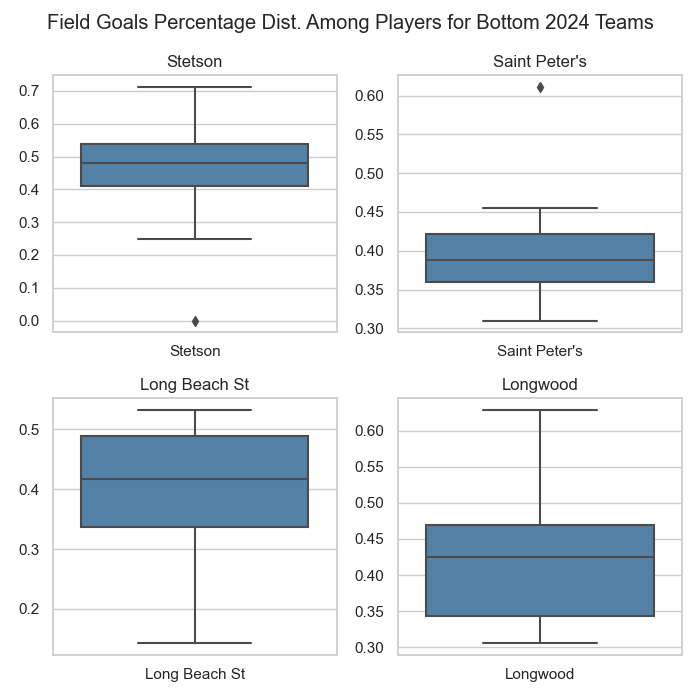 Field Goals Percentage Dist. Among Players for Bottom 2024 Teams
Stetson
0.7
0.6
0.5
0.4
0.3
0.2
0.1
0.0
Stetson
Saint Peter's
0.60
0.55
0.50
0.45
0.40
0.35
0.30
Saint Peter's
Long Beach St
0.5
0.4
0.3
0.2
Long Beach St
Longwood
0.60
0.55
0.50
0.45
0.40
0.35
0.30
Longwood